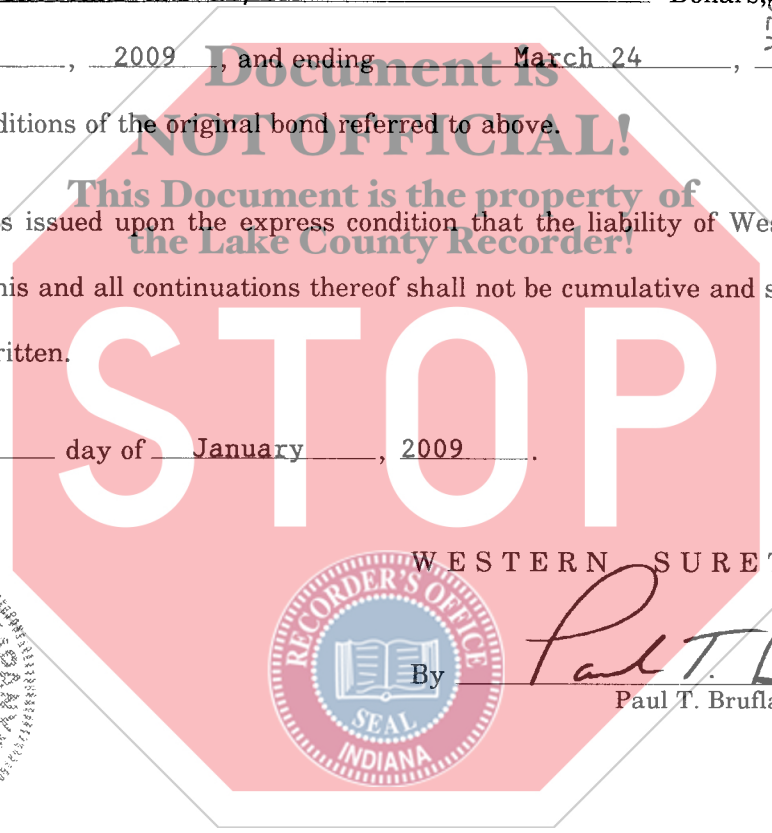 Dollars,
, 2009 , and ending March 24 ,
Document is
ditions of the original bond referred to above.
NOT OFFICIAL!
This Document is the property of
s issued upon the express condition that the liability of Wes
the Lake County Recorder!
his and all continuations thereof shall not be cumulative and s
ritten.
STOP
day of January , 2009 .
WESTERN SURET
RECORDER'S OFFICE
SEAL
INDIANA
By Paul T.
Paul T. Brufla